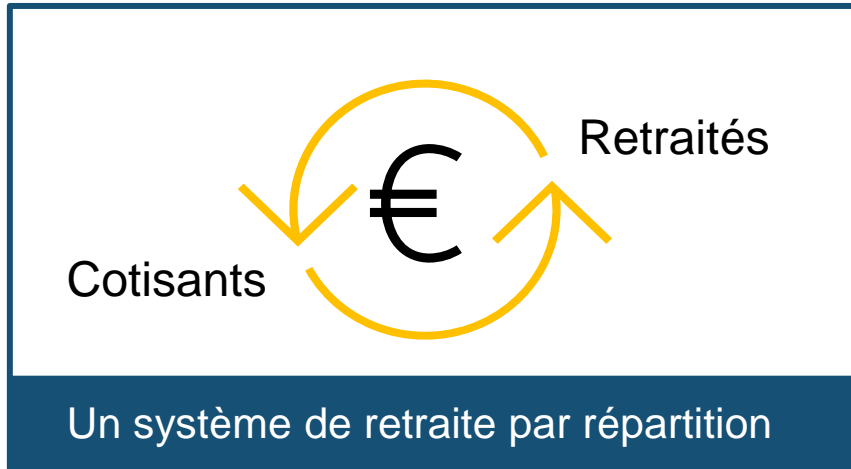 Retraités
€
Cotisants
Un système de retraite par répartition